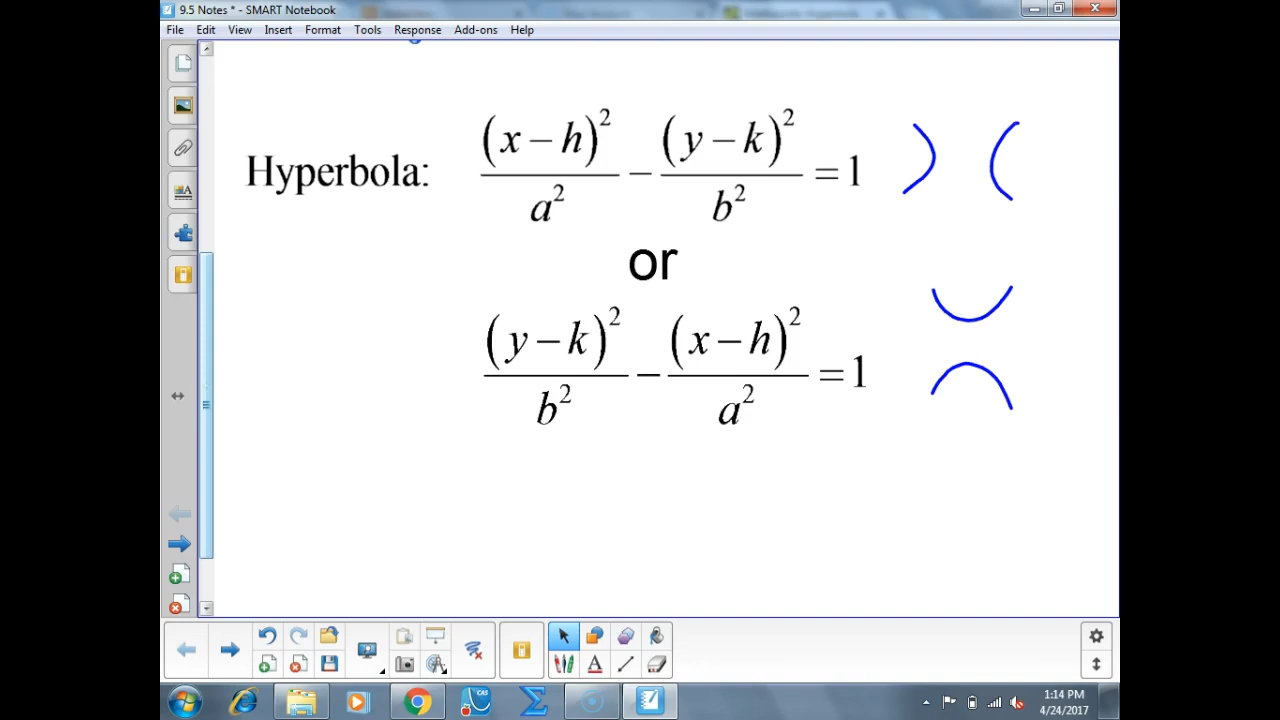 9.5 Notes * - SMART Notebook
File Edit View Insert Format Tools Response Add-ons Help
Hyperbola: (x − h)² / a² − (y − k)² / b² = 1
or
(y − k)² / b² − (x − h)² / a² = 1
CAS
1:14 PM
4/24/2017